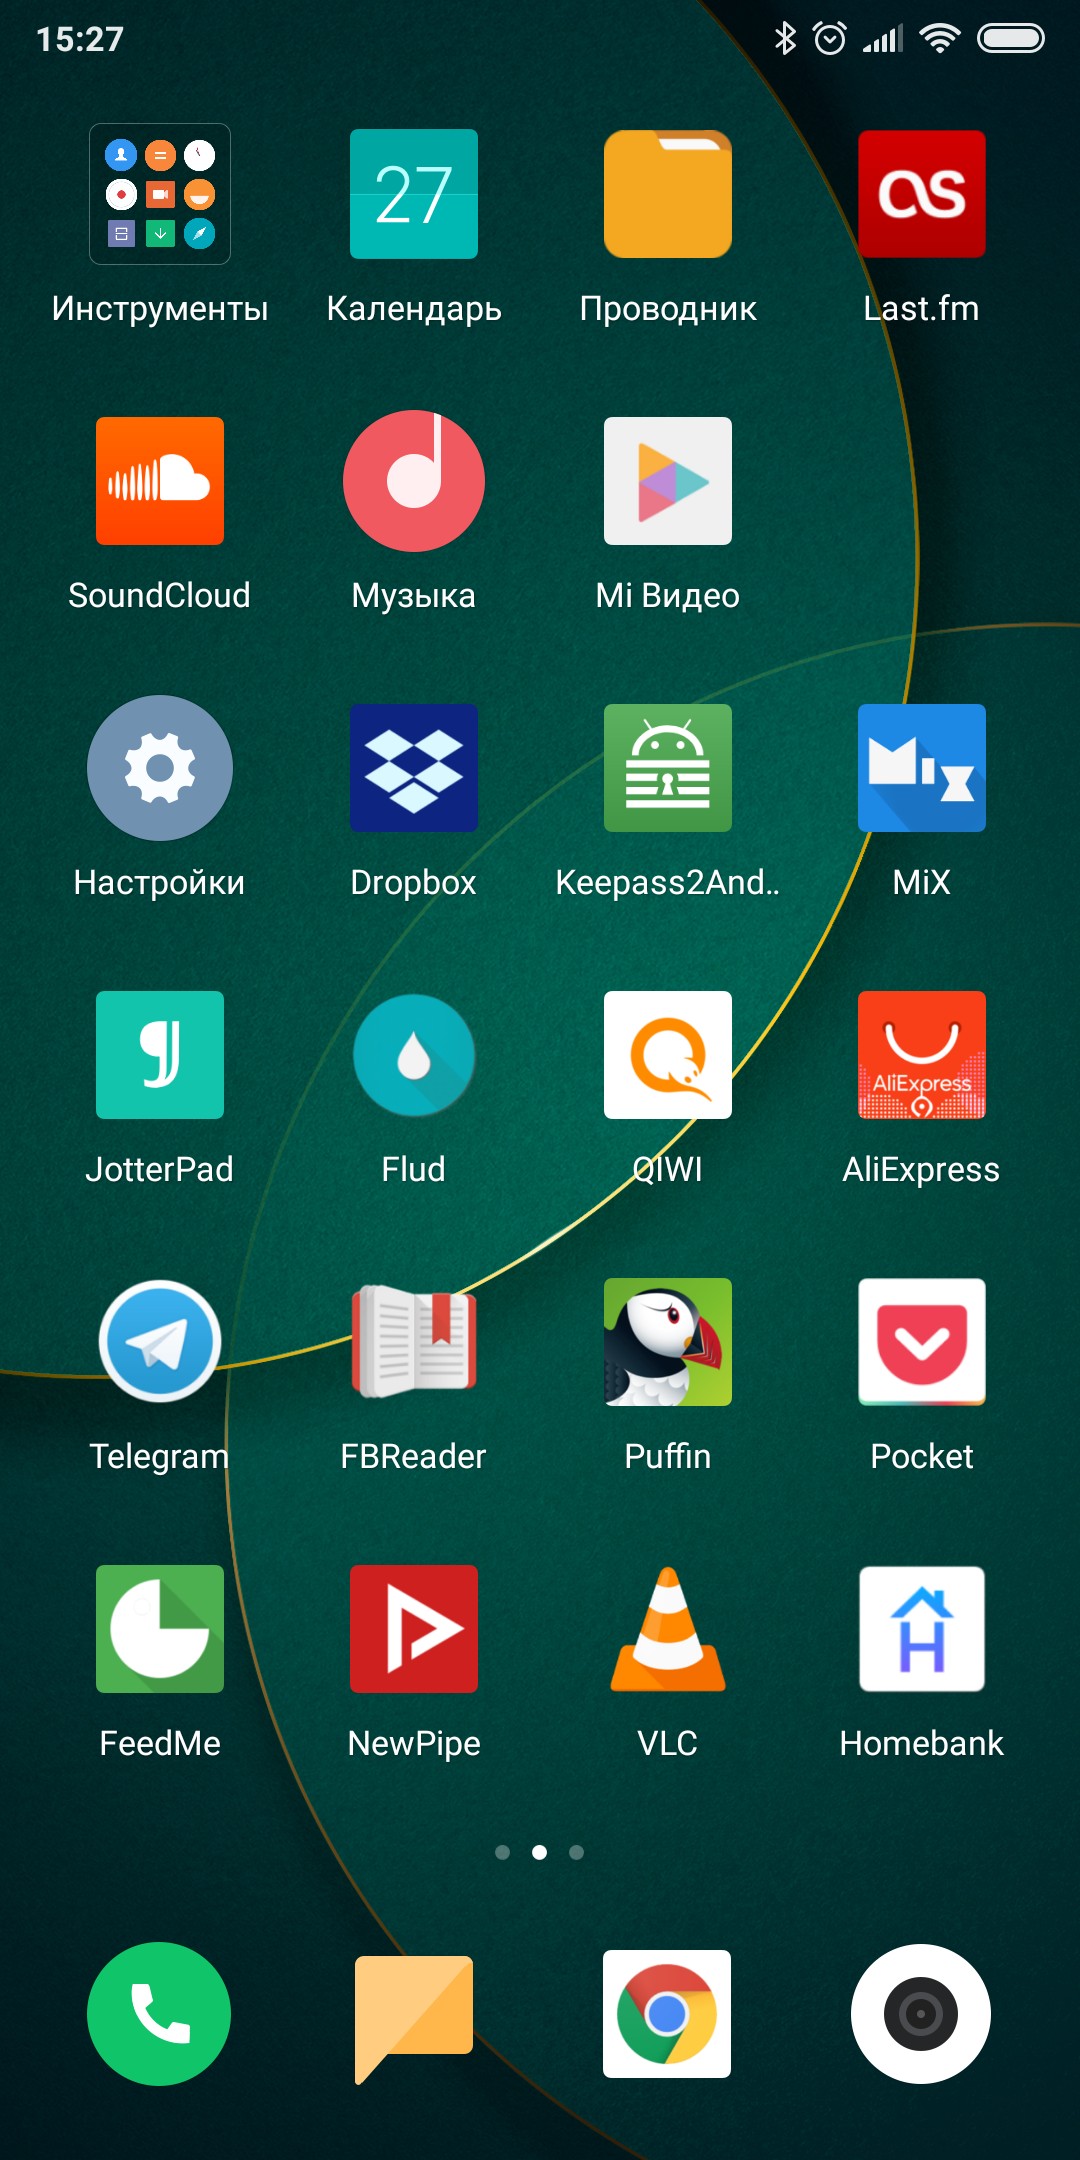 15:27
27
as
Инструменты
Календарь
Проводник
Last.fm
SoundCloud
Музыка
Mi Видео
Настройки
Dropbox
Keepass2And..
MiX
AliExpress
JotterPad
Flud
QIWI
AliExpress
Telegram
FBReader
Puffin
Pocket
FeedMe
NewPipe
VLC
Homebank